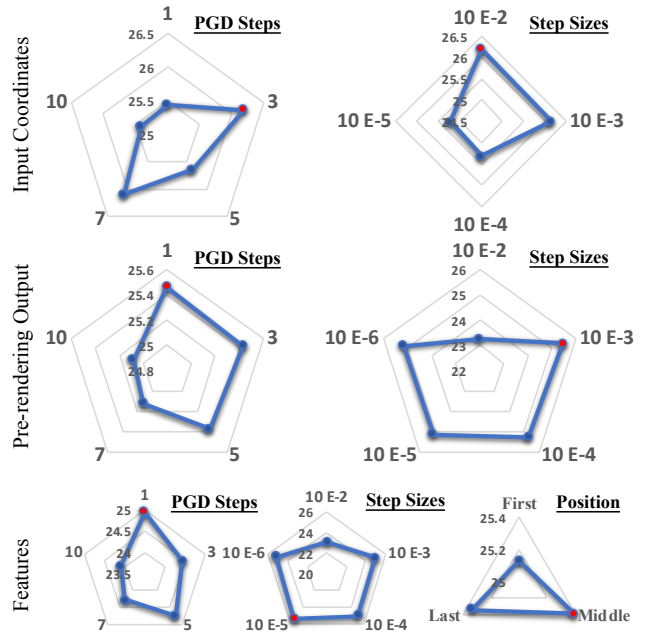 Input Coordinates
PGD Steps
1
26.5
26
25.5
25
10
3
7
5
Step Sizes
10 E-2
26.5
26
25.5
25
24.5
10 E-5
10 E-3
10 E-4
Pre-rendering Output
PGD Steps
1
25.6
25.4
25.2
25
24.8
10
3
7
5
Step Sizes
10 E-2
26
25
24
23
22
10 E-6
10 E-3
10 E-5
10 E-4
Features
PGD Steps
1
25
24.5
24
23.5
10
3
7
5
Step Sizes
10 E-2
26
24
22
20
10 E-6
10 E-3
10 E-5
10 E-4
Position
First
25.4
25.2
25
Last
Middle